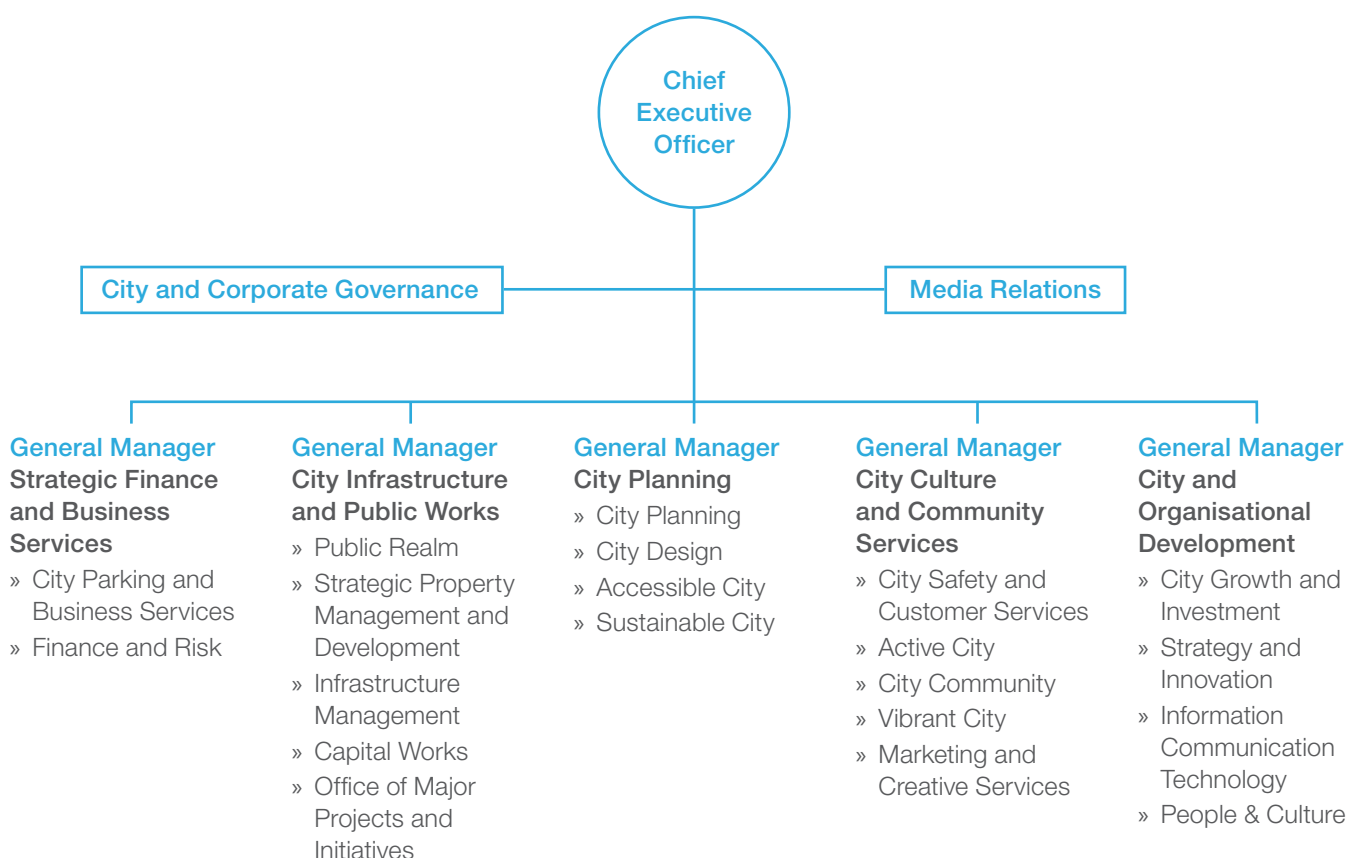 Chief
Executive
Officer
City and Corporate Governance
Media Relations
General Manager
Strategic Finance
and Business
Services
» City Parking and
Business Services
» Finance and Risk
General Manager
City Infrastructure
and Public Works
» Public Realm
» Strategic Property
Management and
Development
» Infrastructure
Management
» Capital Works
» Office of Major
Projects and
Initiatives
General Manager
City Planning
» City Planning
» City Design
» Accessible City
» Sustainable City
General Manager
City Culture
and Community
Services
» City Safety and
Customer Services
» Active City
» City Community
» Vibrant City
» Marketing and
Creative Services
General Manager
City and
Organisational
Development
» City Growth and
Investment
» Strategy and
Innovation
» Information
Communication
Technology
» People & Culture